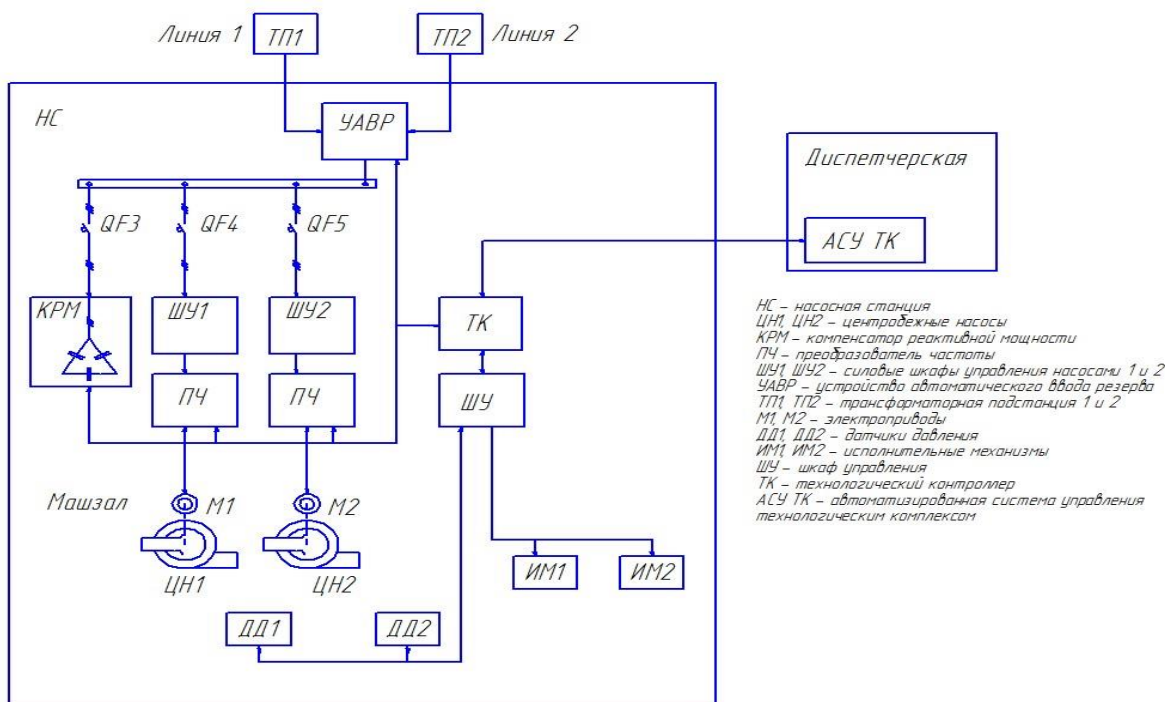 Линия 1
ТП1
ТП2
Линия 2
НС
УАВР
Диспетчерская
АСУ ТК
QF3
QF4
QF5
КРМ
ШУ1
ШУ2
ТК
ПЧ
ПЧ
ШУ
Машзал
М1
М2
ЦН1
ЦН2
ИМ1
ИМ2
ДД1
ДД2
НС – насосная станция
ЦН1, ЦН2 – центробежные насосы
КРМ – компенсатор реактивной мощности
ПЧ – преобразователь частоты
ШУ1, ШУ2 – силовые шкафы управления насосами 1 и 2
УАВР – устройство автоматического ввода резерва
ТП1, ТП2 – трансформаторная подстанция 1 и 2
М1, М2 – электроприводы
ДД1, ДД2 – датчики давления
ИМ1, ИМ2 – исполнительные механизмы
ШУ – шкаф управления
ТК – технологический контроллер
АСУ ТК – автоматизированная система управления
технологическим комплексом